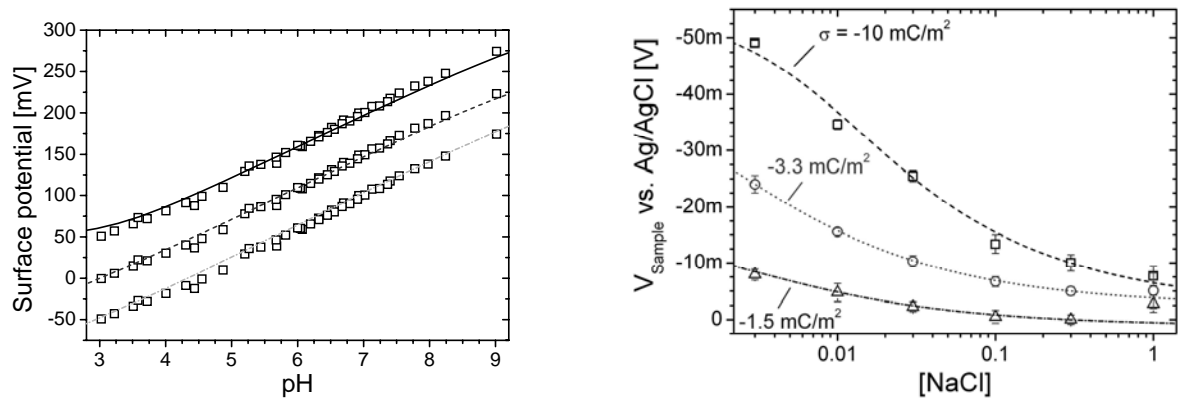 300
250
200
150
100
50
0
-50
Surface potential [mV]
3 4 5 6 7 8 9
pH
-50m
-40m
-30m
-20m
-10m
0
V_Sample vs. Ag/AgCl [V]
σ = -10 mC/m²
-3.3 mC/m²
-1.5 mC/m²
0.01 0.1 1
[NaCl]